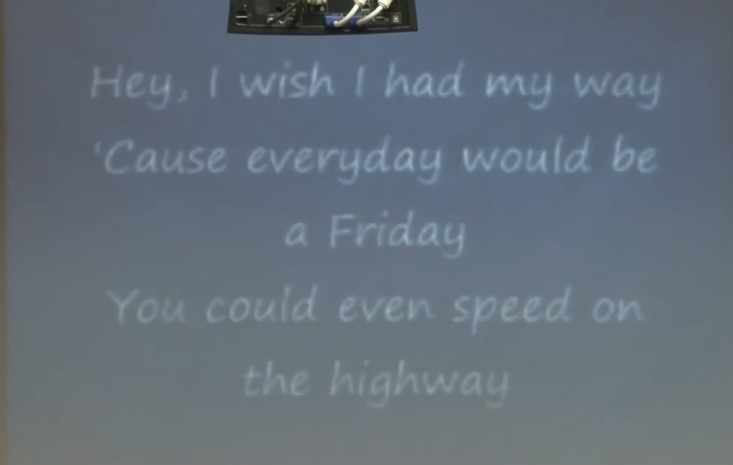 Hey, I wish I had my way
'Cause everyday would be
a Friday
You could even speed on
the highway